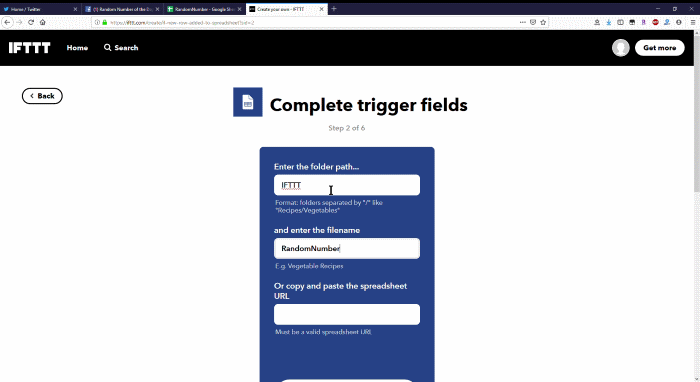 Home / Twitter
Random Number of the Da
RandomNumber - Google She
Create your own - IFTTT
https://ifttt.com/create/if-new-row-added-to-spreadsheet?sid=2
IFTTT
Home
Search
Get more
Back
Complete trigger fields
Step 2 of 6
Enter the folder path...
IFTTT
Format: folders separated by "/" like
"Recipes/Vegetables"
and enter the filename
RandomNumber
E.g. Vegetable Recipes
Or copy and paste the spreadsheet
URL
Must be a valid spreadsheet URL